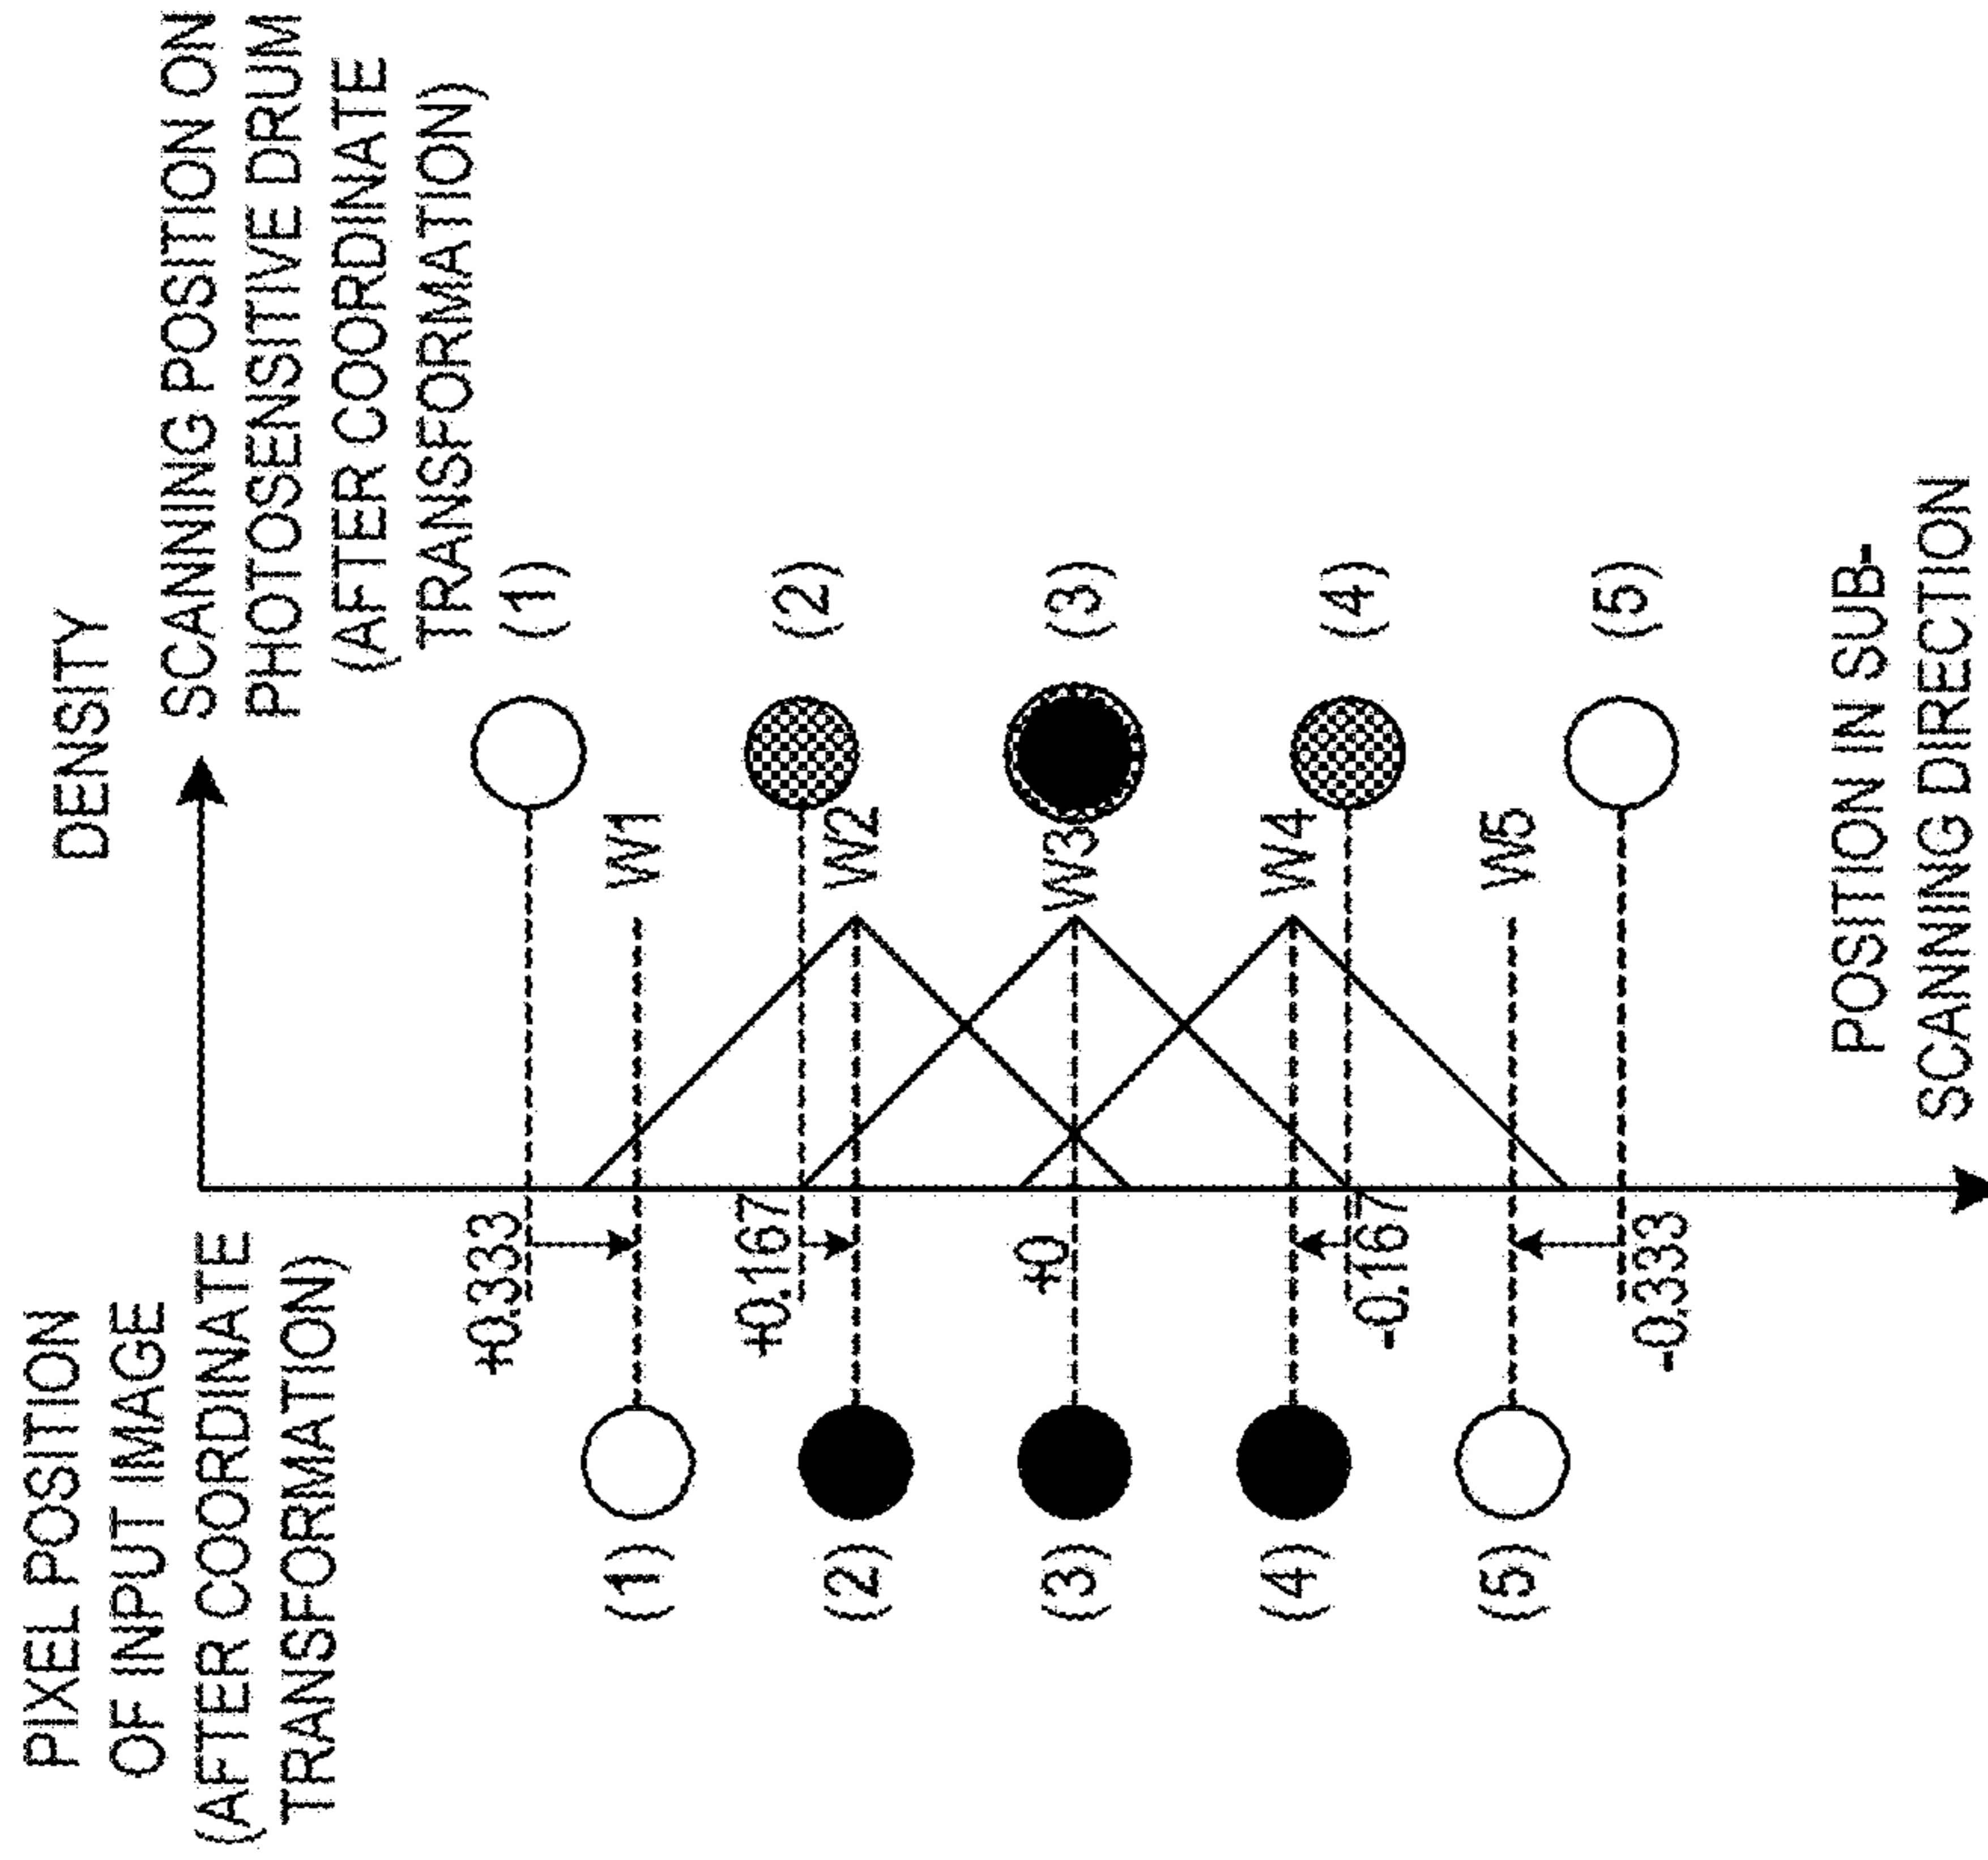 PIXEL POSITION
OF INPUT IMAGE
(AFTER COORDINATE
TRANSFORMATION)
DENSITY
SCANNING POSITION ON
PHOTOSENSITIVE DRUM
(AFTER COORDINATE
TRANSFORMATION)
+0.333
(1)
(1)
W1
+0.167
(2)
(2)
W2
+0
(3)
W3
(3)
(4)
W4
-0.167
(4)
(5)
W5
-0.333
(5)
POSITION IN SUB-
SCANNING DIRECTION